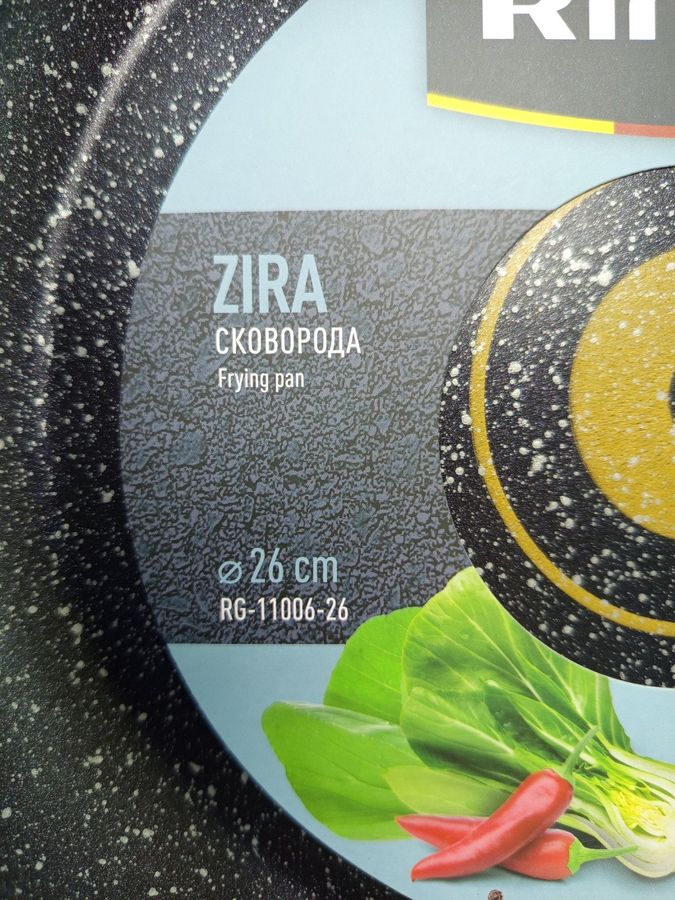 ZIRA
СКОВОРОДА
Frying pan
⌀ 26 cm
RG-11006-26